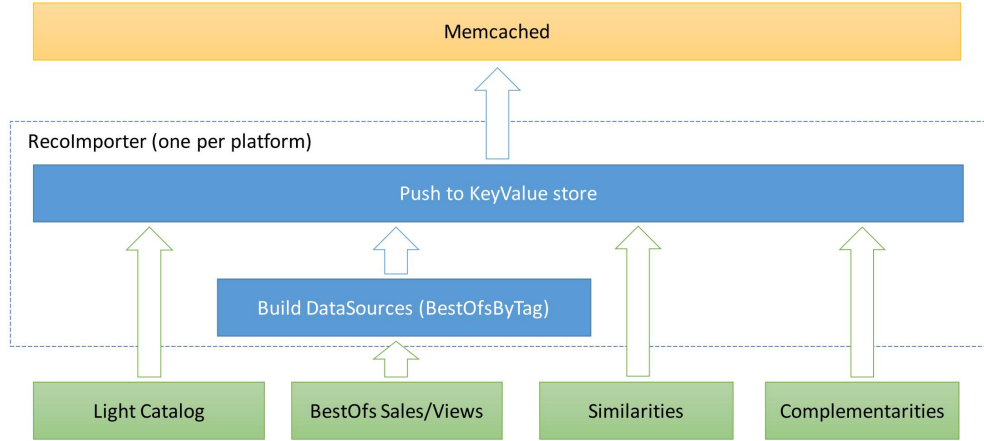 Memcached
RecoImporter (one per platform)
Push to KeyValue store
Build DataSources (BestOfsByTag)
Light Catalog
BestOfs Sales/Views
Similarities
Complementarities